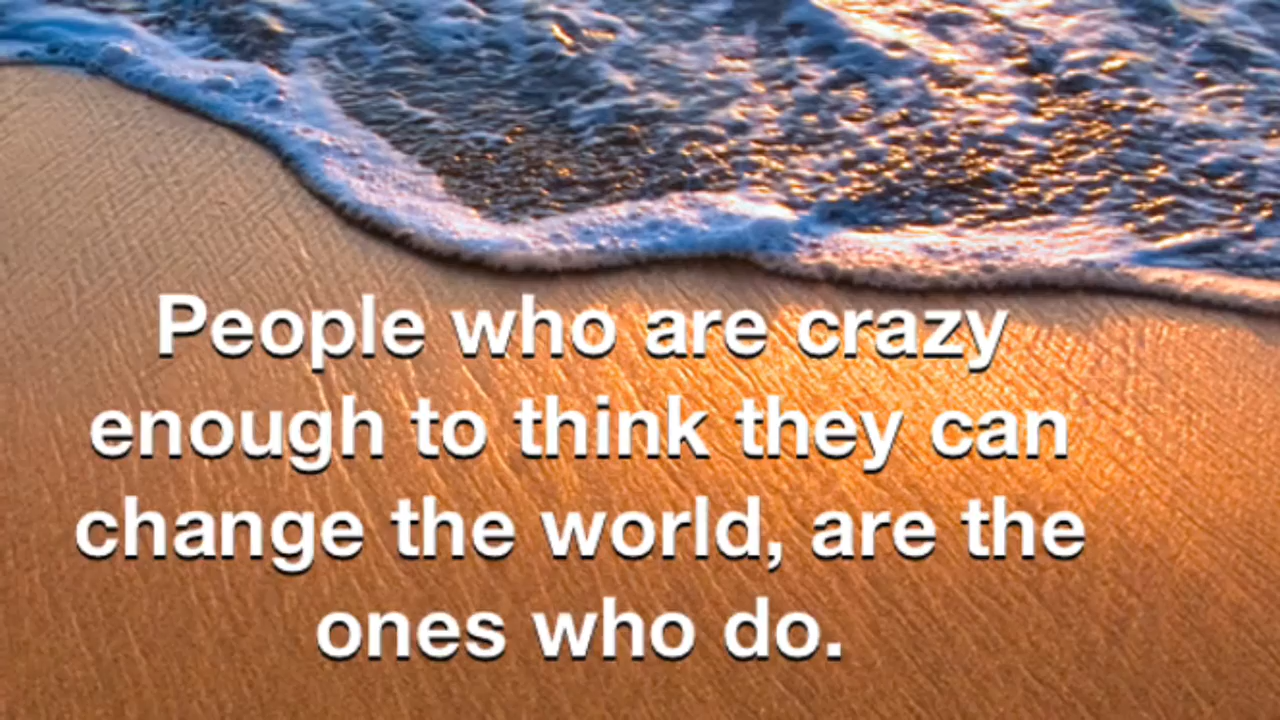 People who are crazy
enough to think they can
change the world, are the
ones who do.